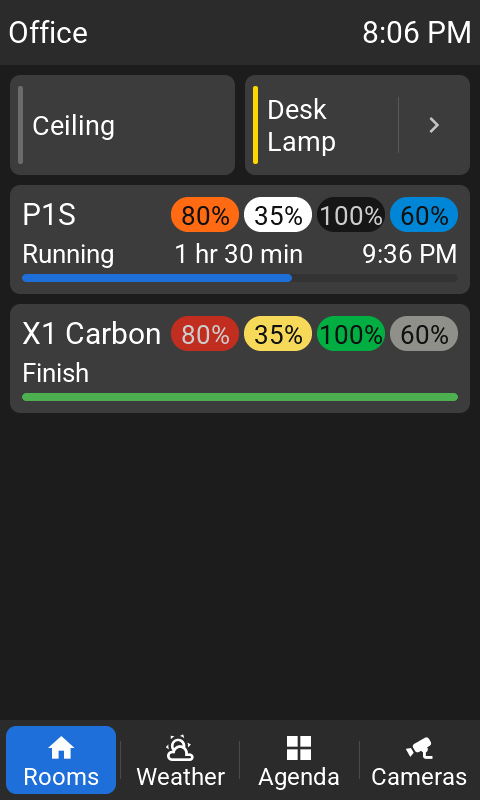 Office 8:06 PM
Ceiling
Desk
Lamp
P1S 80% 35% 100% 60%
Running 1 hr 30 min 9:36 PM
X1 Carbon 80% 35% 100% 60%
Finish
Rooms Weather Agenda Cameras